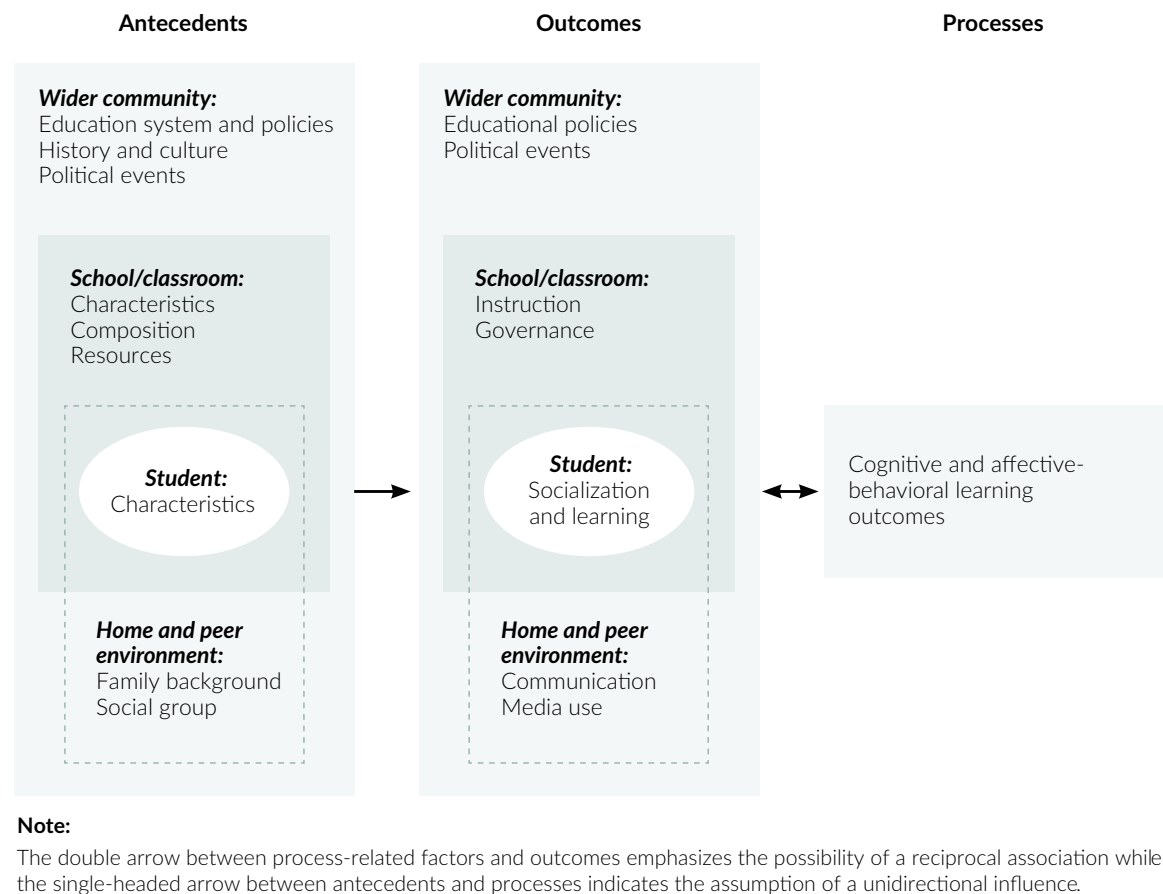 Antecedents
Outcomes
Processes
Wider community:
Education system and policies
History and culture
Political events
School/classroom:
Characteristics
Composition
Resources
Student:
Characteristics
Home and peer
environment:
Family background
Social group
Wider community:
Educational policies
Political events
School/classroom:
Instruction
Governance
Student:
Socialization
and learning
Home and peer
environment:
Communication
Media use
Cognitive and affective-
behavioral learning
outcomes
Note:
The double arrow between process-related factors and outcomes emphasizes the possibility of a reciprocal association while
the single-headed arrow between antecedents and processes indicates the assumption of a unidirectional influence.